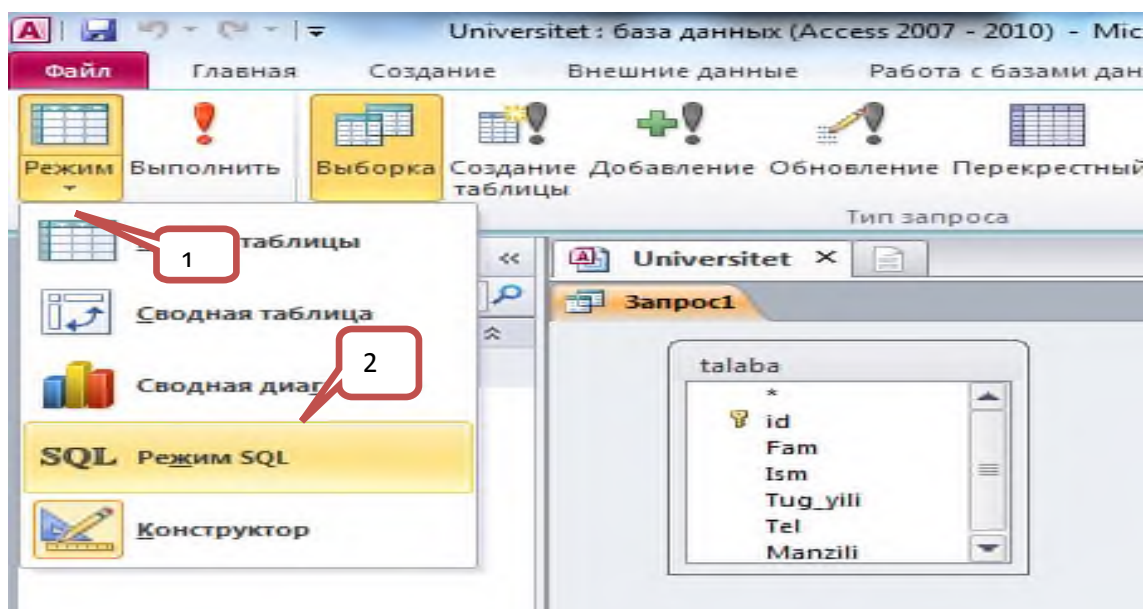 A Universitet : база данных (Access 2007 - 2010) - Mic
Файл Главная Создание Внешние данные Работа с базами дан
Режим Выполнить Выборка Создание таблицы Добавление Обновление Перекрестный
Тип запроса
1
таблицы
Сводная таблица
2
Сводная диаг
SQL Режим SQL
Конструктор
A Universitet
Запрос1
talaba
*
id
Fam
Ism
Tug_yili
Tel
Manzili